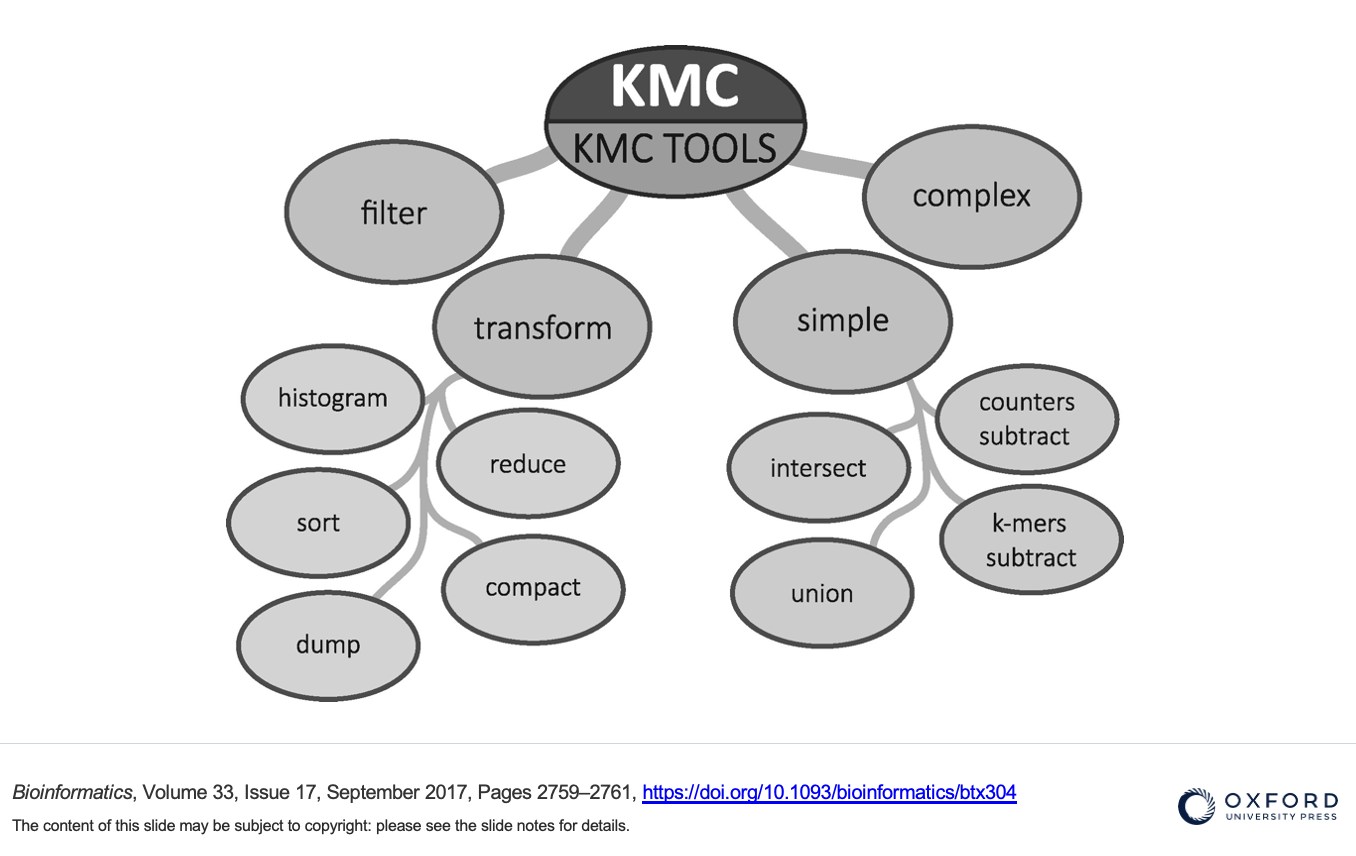 KMC
KMC TOOLS
filter
complex
transform
simple
histogram
reduce
sort
compact
dump
counters
subtract
intersect
k-mers
subtract
union
Bioinformatics, Volume 33, Issue 17, September 2017, Pages 2759–2761, https://doi.org/10.1093/bioinformatics/btx304
The content of this slide may be subject to copyright: please see the slide notes for details.
OXFORD
UNIVERSITY PRESS